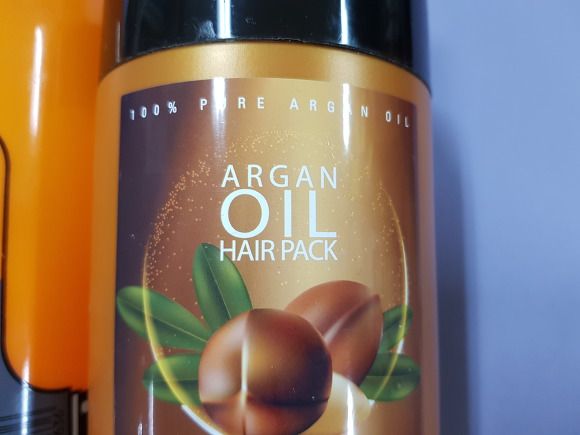 100% PURE ARGAN OIL
ARGAN
OIL
HAIR PACK